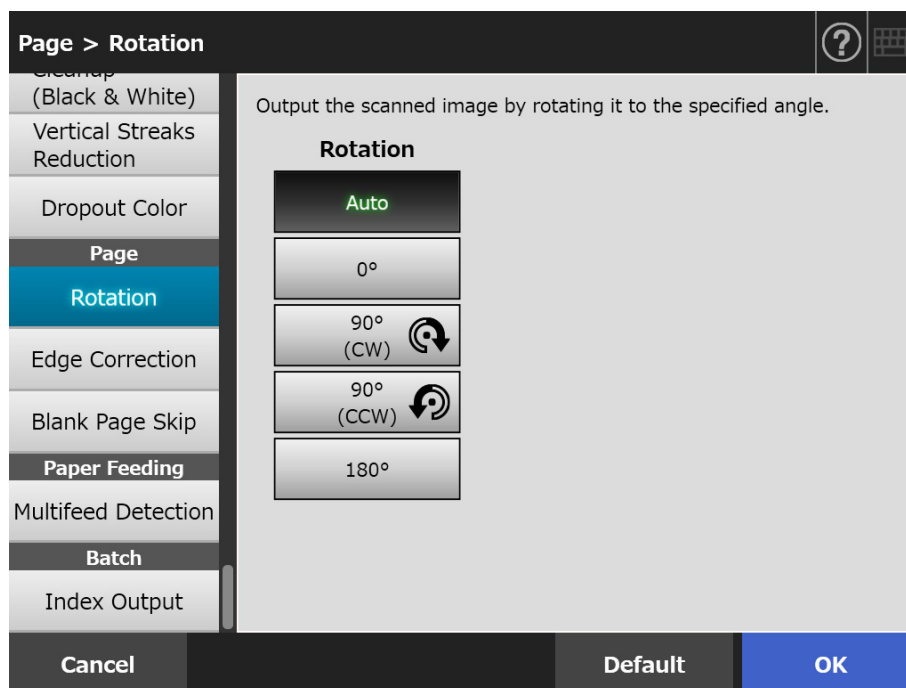 Page > Rotation
?
(Black & White)
Vertical Streaks
Reduction
Dropout Color
Page
Rotation
Edge Correction
Blank Page Skip
Paper Feeding
Multifeed Detection
Batch
Index Output
Output the scanned image by rotating it to the specified angle.
Rotation
Auto
0°
90°
(CW)
90°
(CCW)
180°
Cancel
Default
OK